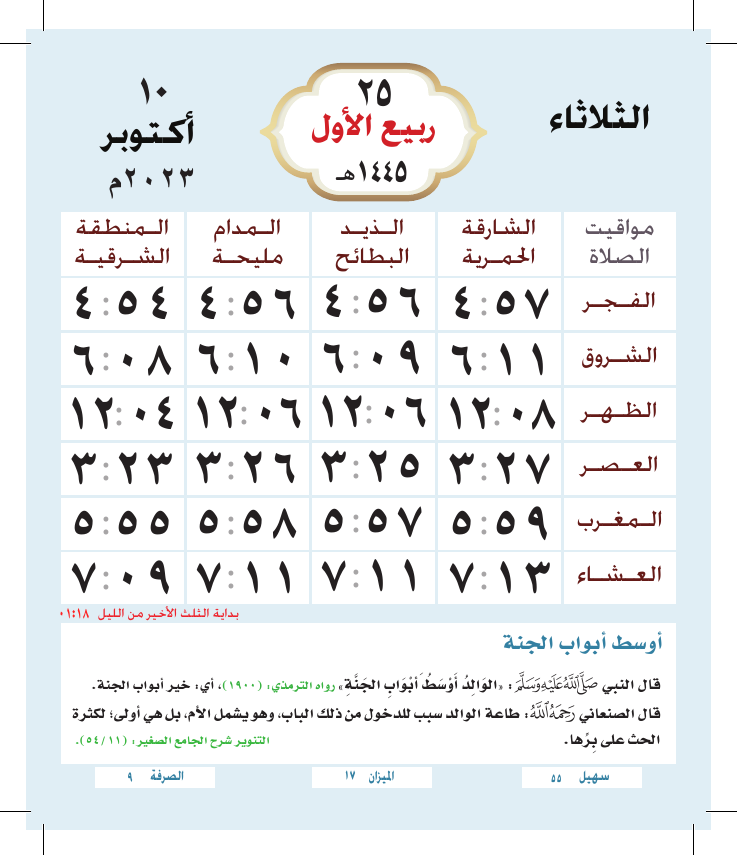 الثلاثاء
٢٥
ربيع الأول
١٤٤٥هـ
١٠
أكتوبر
٢٠٢٣م
مواقيت الصلاة | الشارقة الحمرية | الذيد البطائح | المدام مليحة | المنطقة الشرقية
الفجر ٤:٥٧ ٤:٥٦ ٤:٥٦ ٤:٥٤
الشروق ٦:١١ ٦:٠٩ ٦:١٠ ٦:٠٨
الظهر ١٢:٠٨ ١٢:٠٦ ١٢:٠٦ ١٢:٠٤
العصر ٣:٢٧ ٣:٢٥ ٣:٢٦ ٣:٢٣
المغرب ٥:٥٩ ٥:٥٧ ٥:٥٨ ٥:٥٥
العشاء ٧:١٣ ٧:١١ ٧:١١ ٧:٠٩
بداية الثلث الأخير من الليل ٠١:١٨
أوسط أبواب الجنة
قال النبي صَلَّى اللَّهُ عَلَيْهِ وَسَلَّمَ: «الوَالِدُ أَوْسَطُ أَبْوَابِ الجَنَّةِ» رواه الترمذي: (١٩٠٠)، أي: خير أبواب الجنة.
قال الصنعاني رَحِمَهُ اللَّهُ: طاعة الوالد سبب للدخول من ذلك الباب، وهو يشمل الأم، بل هي أولى؛ لكثرة
الحث على بِرِّها. التنوير شرح الجامع الصغير: (٥٤/١١).
سهيل ٥٥ الميزان ١٧ الصرفة ٩